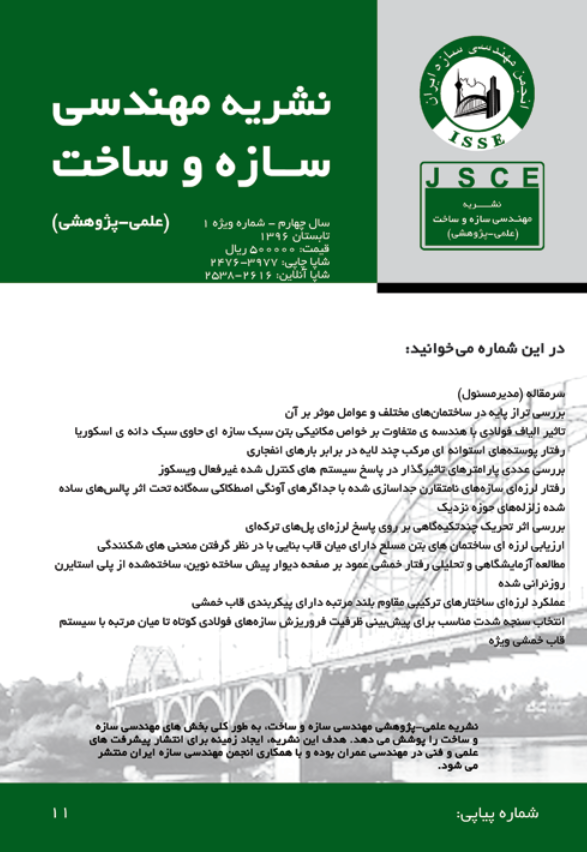 انجمن مهندسی سازه ایران
ISSE
JSCE
نشریه
مهندسی سازه و ساخت
(علمی-پژوهشی)
نشریه مهندسی
سازه و ساخت
(علمی-پژوهشی)
سال چهارم - شماره ویژه ۱
تابستان ۱۳۹۶
قیمت: ۵۰۰۰۰۰ ریال
شاپا چاپی: ۳۹۷۷-۲۴۷۶
شاپا آنلاین: ۲۶۱۶-۲۵۳۸
در این شماره می‌خوانید:
سرمقاله (مدیرمسئول)
بررسی تراز پایه در ساختمان‌های مختلف و عوامل موثر بر آن
تاثیر الیاف فولادی با هندسه ی متفاوت بر خواص مکانیکی بتن سبک سازه ای حاوی سبک دانه ی اسکوریا
رفتار پوسته‌های استوانه ای مرکب چند لایه در برابر بارهای انفجاری
بررسی عددی پارامترهای تاثیرگذار در پاسخ سیستم های کنترل شده غیرفعال ویسکوز
رفتار لرزه‌ای سازه‌های نامتقارن جداسازی شده با جداگرهای آونگی اصطکاکی سه‌گانه تحت اثر پالس‌های ساده
شده زلزله‌های حوزه نزدیک
بررسی اثر تحریک چندتکیه‌گاهی بر روی پاسخ لرزه‌ای پل‌های ترکه‌ای
ارزیابی لرزه ای ساختمان های بتن مسلح دارای میان قاب بنایی با در نظر گرفتن منحنی های شکنندگی
مطالعه آزمایشگاهی و تحلیلی رفتار خمشی عمود بر صفحه دیوار پیش ساخته نوین، ساخته‌شده از پلی استایرن
روزنرانی شده
عملکرد لرزه‌ای ساختارهای ترکیبی مقاوم بلند مرتبه دارای پیکربندی قاب خمشی
انتخاب سنجه شدت مناسب برای پیش‌بینی ظرفیت فروریزش سازه‌های فولادی کوتاه تا میان مرتبه با سیستم
قاب خمشی ویژه
نشریه علمی-پژوهشی مهندسی سازه و ساخت، به طور کلی بخش های مهندسی سازه
و ساخت را پوشش می دهد. هدف این نشریه، ایجاد زمینه برای انتشار پیشرفت های
علمی و فنی در مهندسی عمران بوده و با همکاری انجمن مهندسی سازه ایران منتشر
می شود.
شماره پیاپی: ۱۱